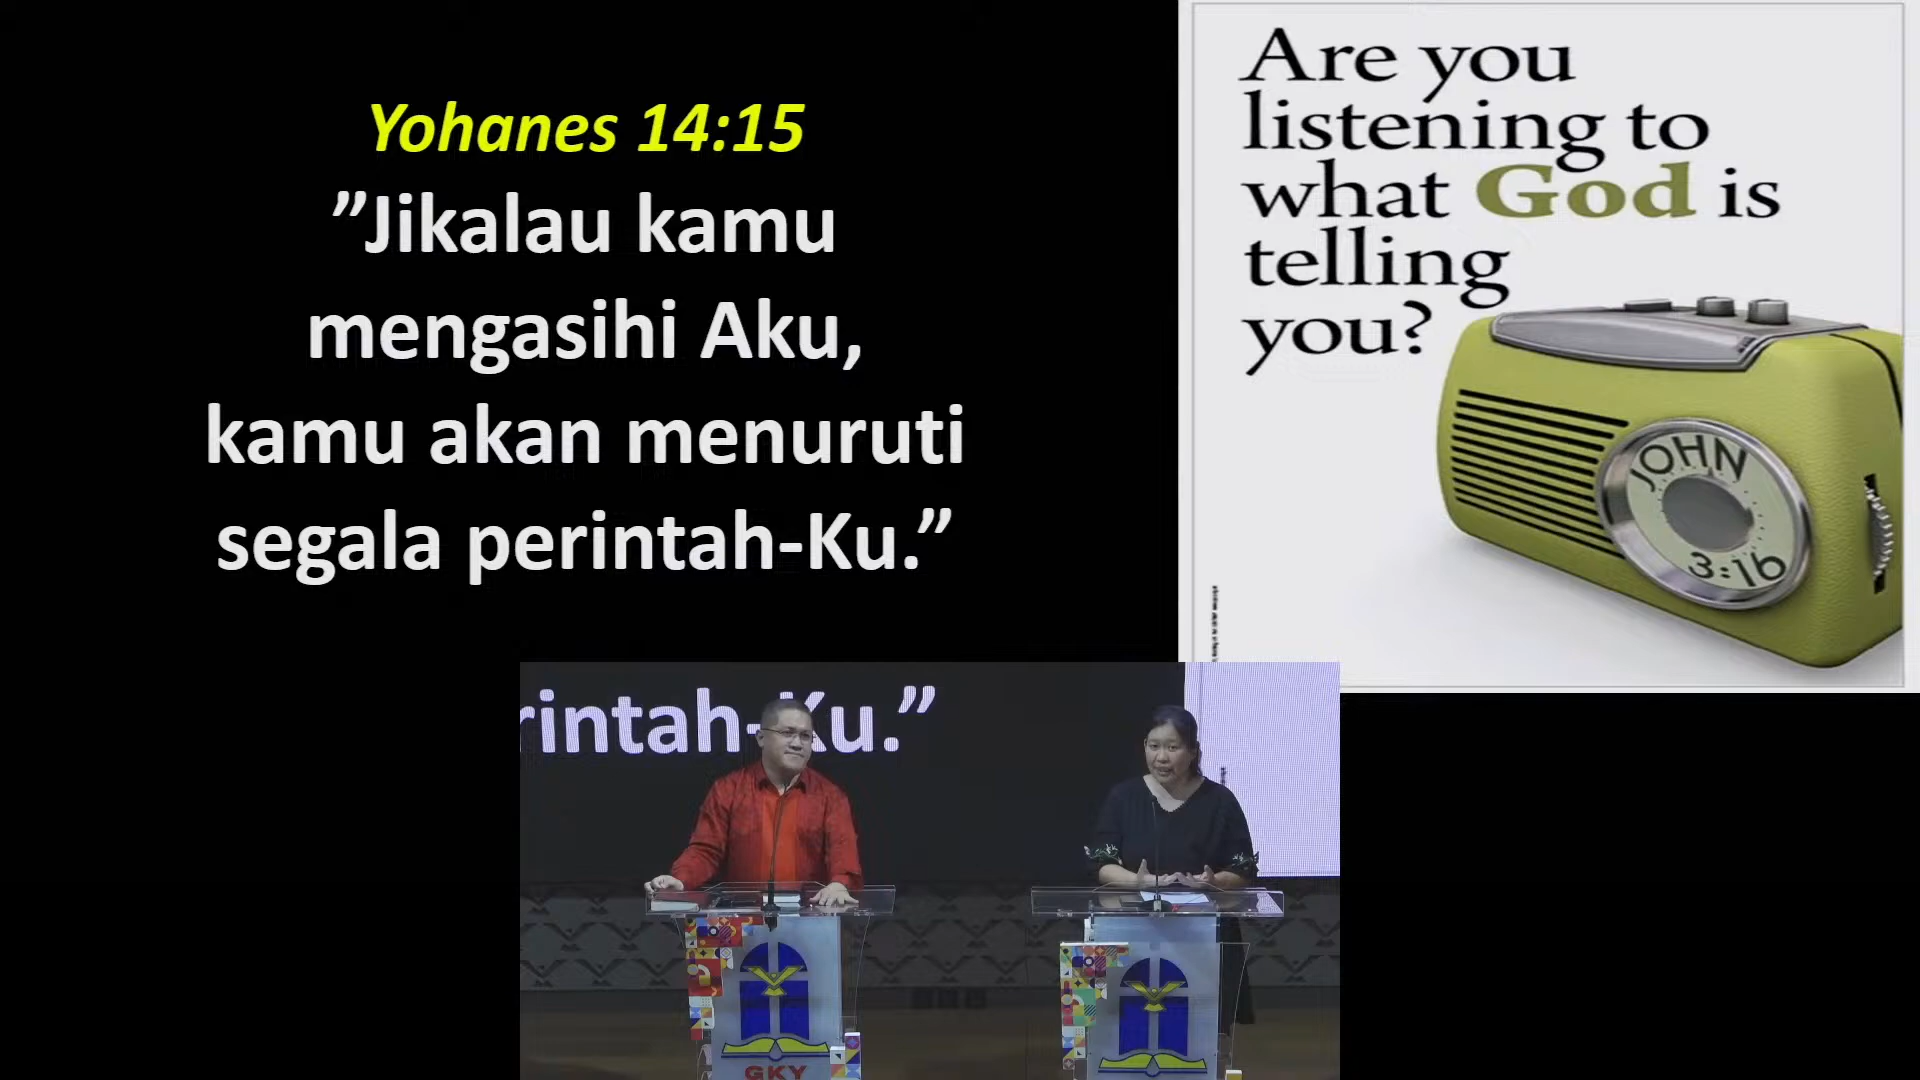 Yohanes 14:15
”Jikalau kamu
mengasihi Aku,
kamu akan menuruti
segala perintah-Ku.”
Are you
listening to
what God is
telling
you?
JOHN
3:16
rintah-Ku.”
GKY